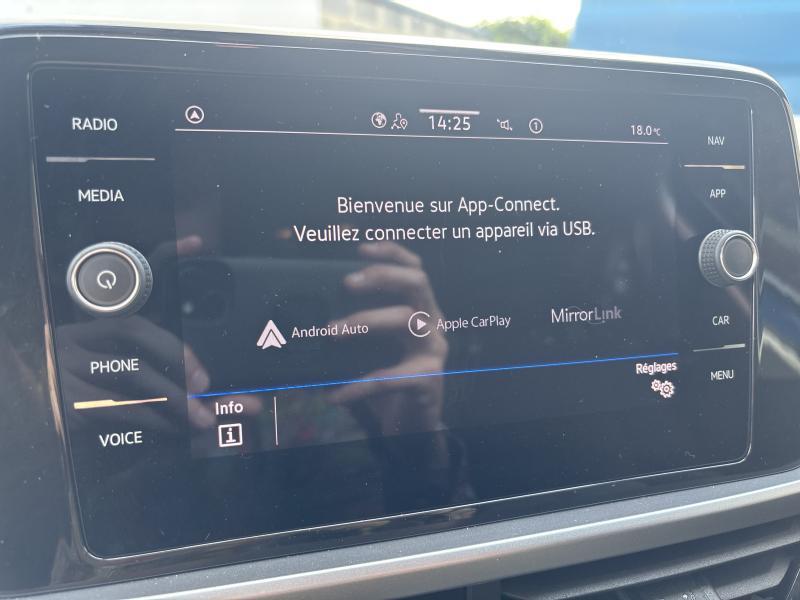 RADIO
MEDIA
PHONE
VOICE
14:25
1
18.0°C
Bienvenue sur App-Connect.
Veuillez connecter un appareil via USB.
Android Auto
Apple CarPlay
MirrorLink
Info
Réglages
NAV
APP
CAR
MENU